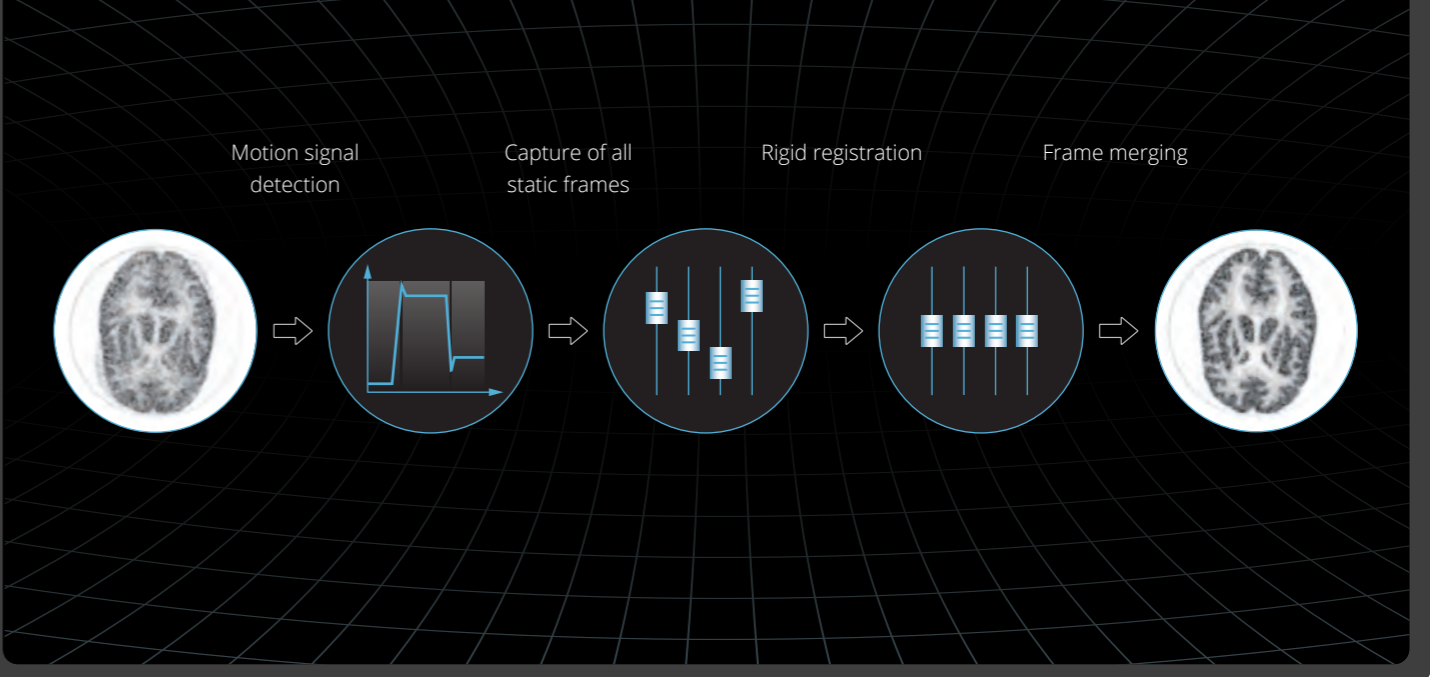 Motion signal
detection
Capture of all
static frames
Rigid registration
Frame merging